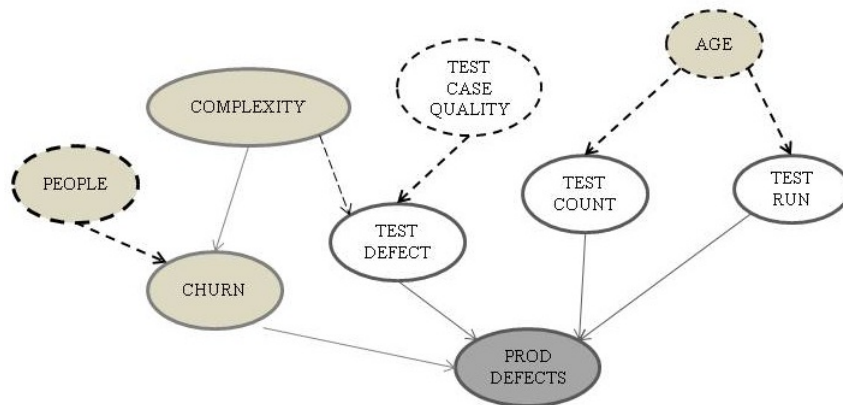 AGE
TEST
CASE
QUALITY
COMPLEXITY
PEOPLE
TEST
COUNT
TEST
RUN
TEST
DEFECT
CHURN
PROD
DEFECTS